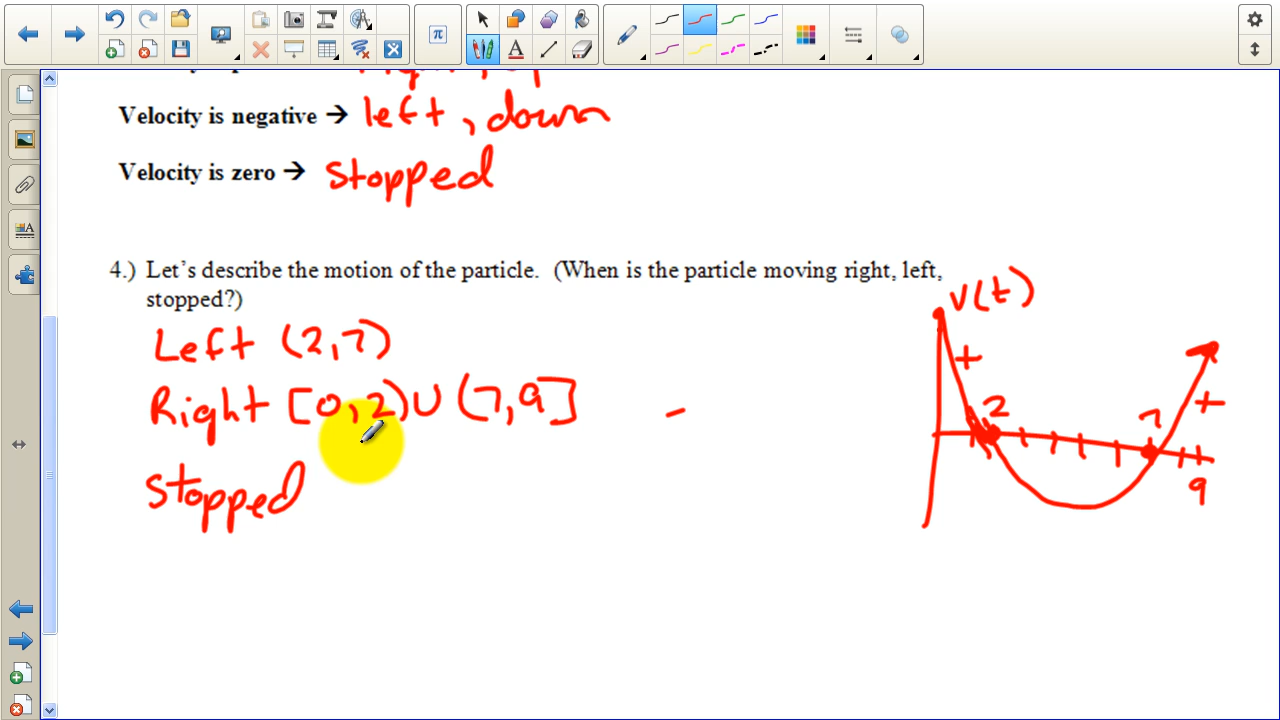 Velocity is negative → left, down
Velocity is zero → stopped
4.) Let's describe the motion of the particle. (When is the particle moving right, left,
stopped?)
V(t)
Left (2,7)
+
Right [0,2) ∪ (7,9]
-
2
7
+
9
stopped